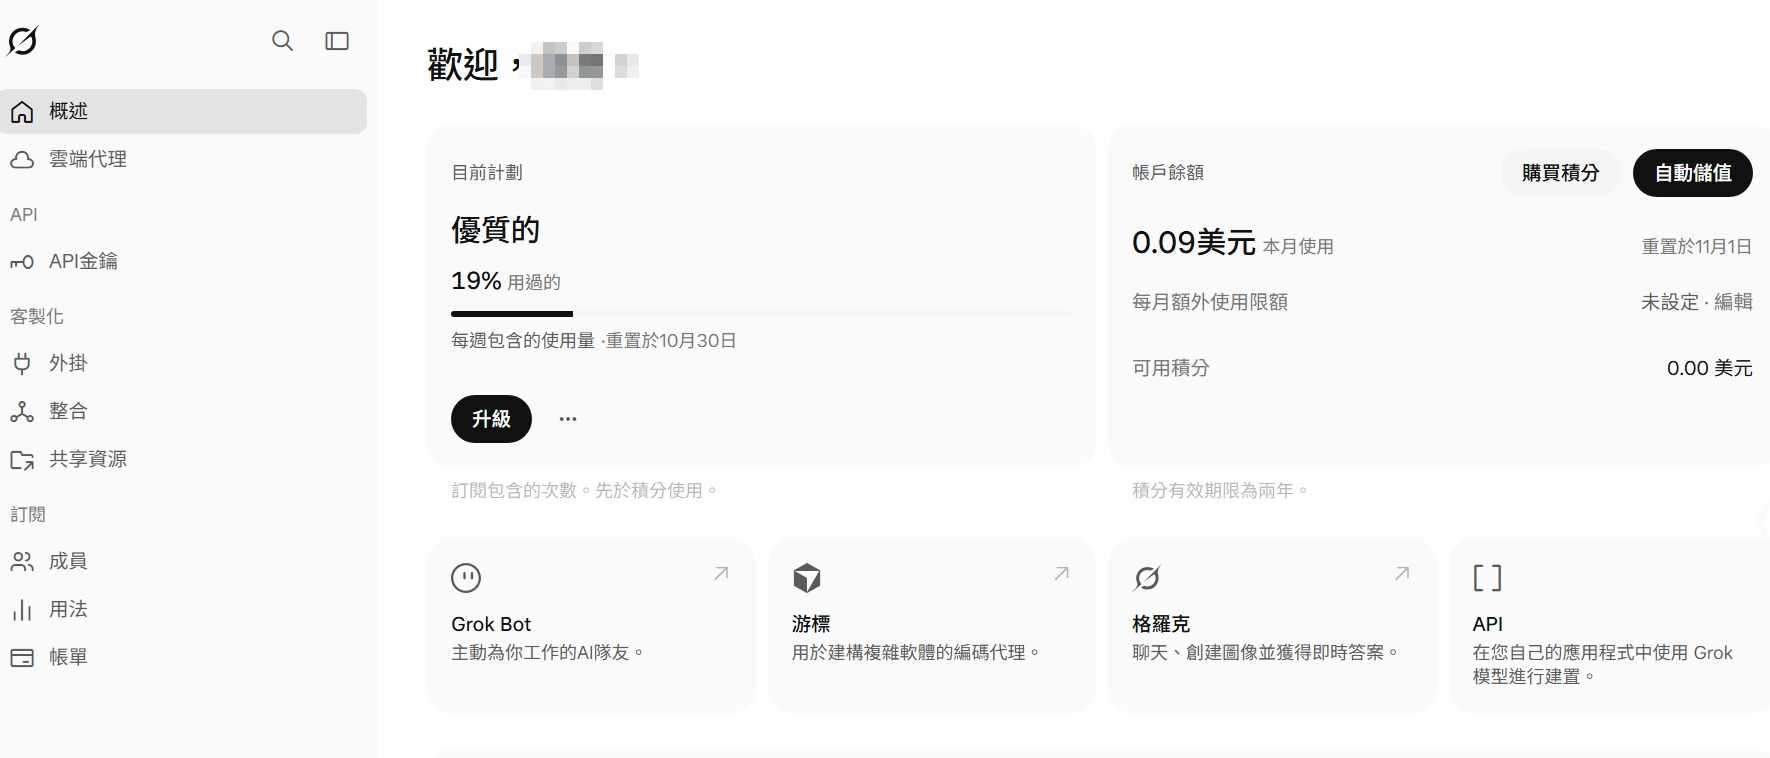 概述
雲端代理
API
API金鑰
客製化
外掛
整合
共享資源
訂閱
成員
用法
帳單
歡迎，
目前計劃
優質的
19% 用過的
每週包含的使用量 ·重置於10月30日
升級
訂閱包含的次數。先於積分使用。
帳戶餘額
購買積分
自動儲值
0.09美元 本月使用
重置於11月1日
每月額外使用限額
未設定 · 編輯
可用積分
0.00 美元
積分有效期限為兩年。
Grok Bot
主動為你工作的AI隊友。
游標
用於建構複雜軟體的編碼代理。
格羅克
聊天、創建圖像並獲得即時答案。
API
在您自己的應用程式中使用 Grok
模型進行建置。